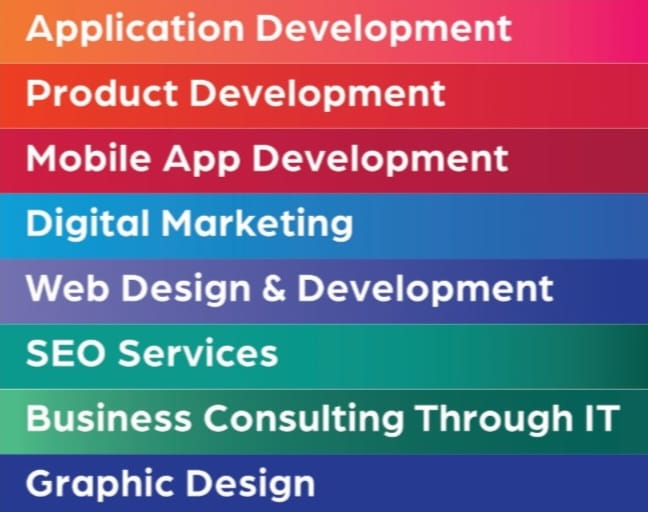 Application Development
Product Development
Mobile App Development
Digital Marketing
Web Design & Development
SEO Services
Business Consulting Through IT
Graphic Design